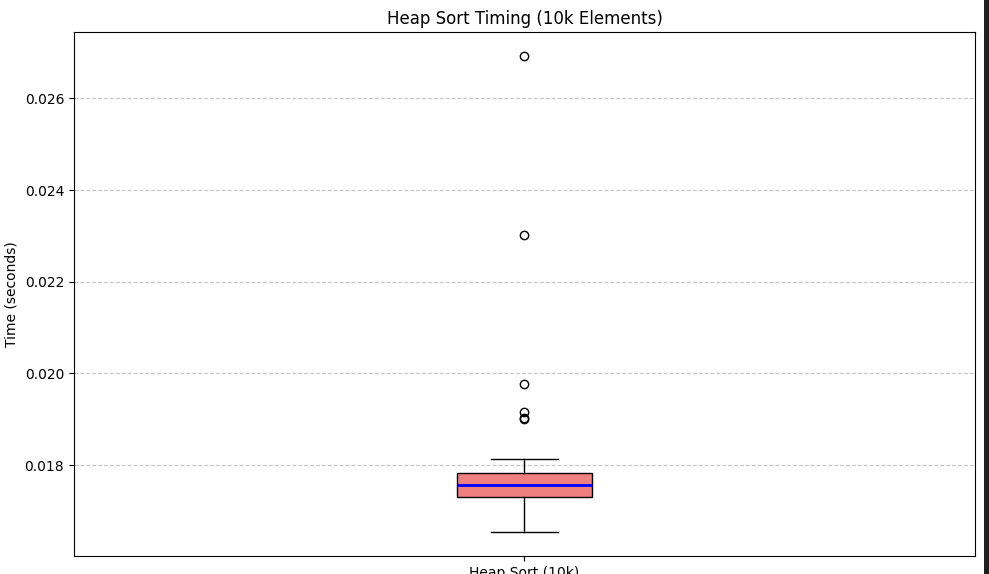 Heap Sort Timing (10k Elements)
0.026
0.024
0.022
0.020
0.018
Time (seconds)
Heap Sort (10k)